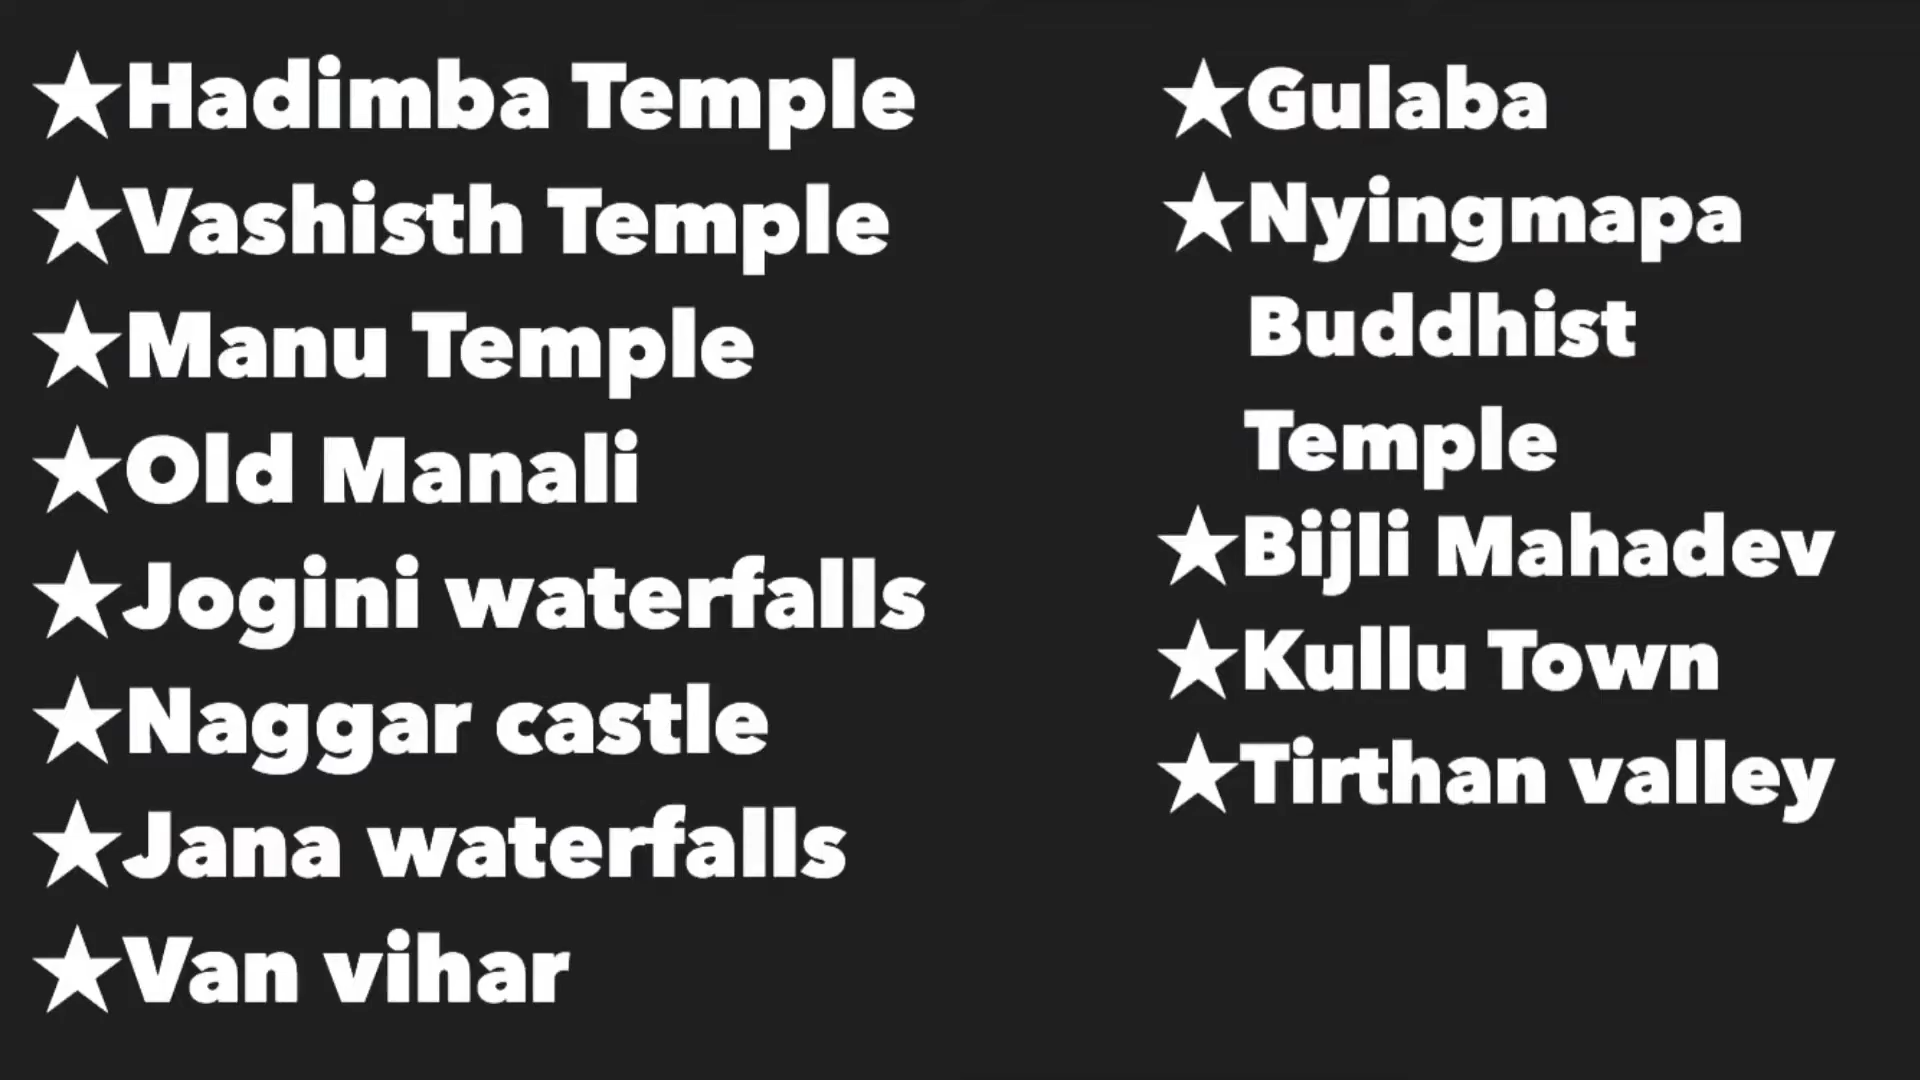 ★Hadimba Temple
★Vashisth Temple
★Manu Temple
★Old Manali
★Jogini waterfalls
★Naggar castle
★Jana waterfalls
★Van vihar
★Gulaba
★Nyingmapa
Buddhist
Temple
★Bijli Mahadev
★Kullu Town
★Tirthan valley